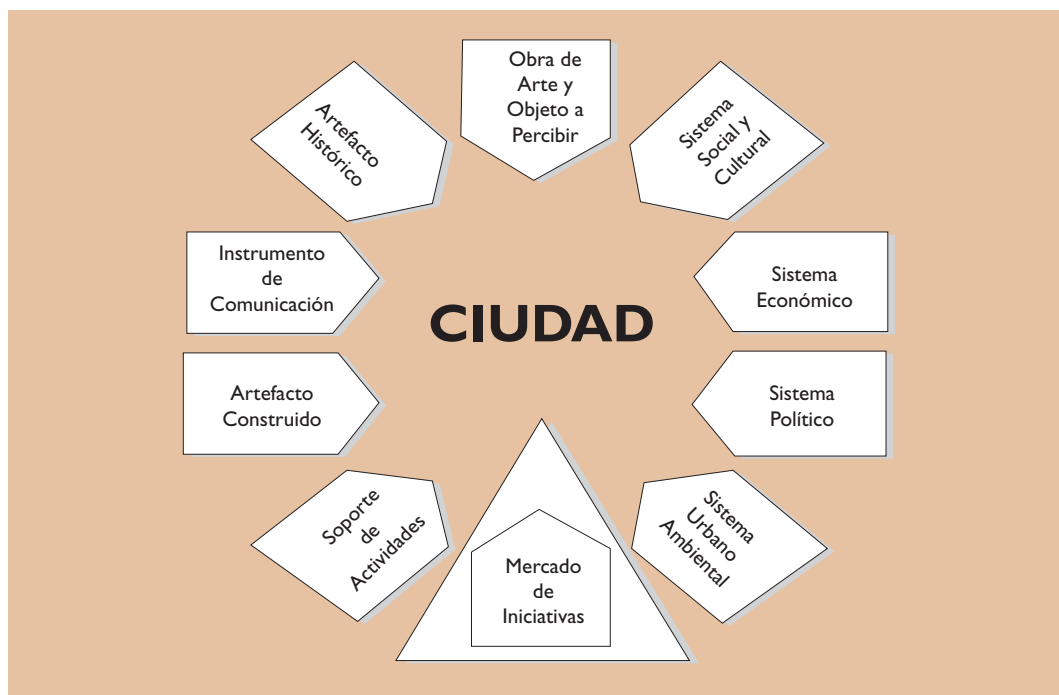 Obra de
Arte y
Objeto a
Percibir
Artefacto
Histórico
Sistema
Social y
Cultural
Instrumento
de
Comunicación
Sistema
Económico
CIUDAD
Artefacto
Construido
Sistema
Político
Soporte
de
Actividades
Mercado
de
Iniciativas
Sistema
Urbano
Ambiental